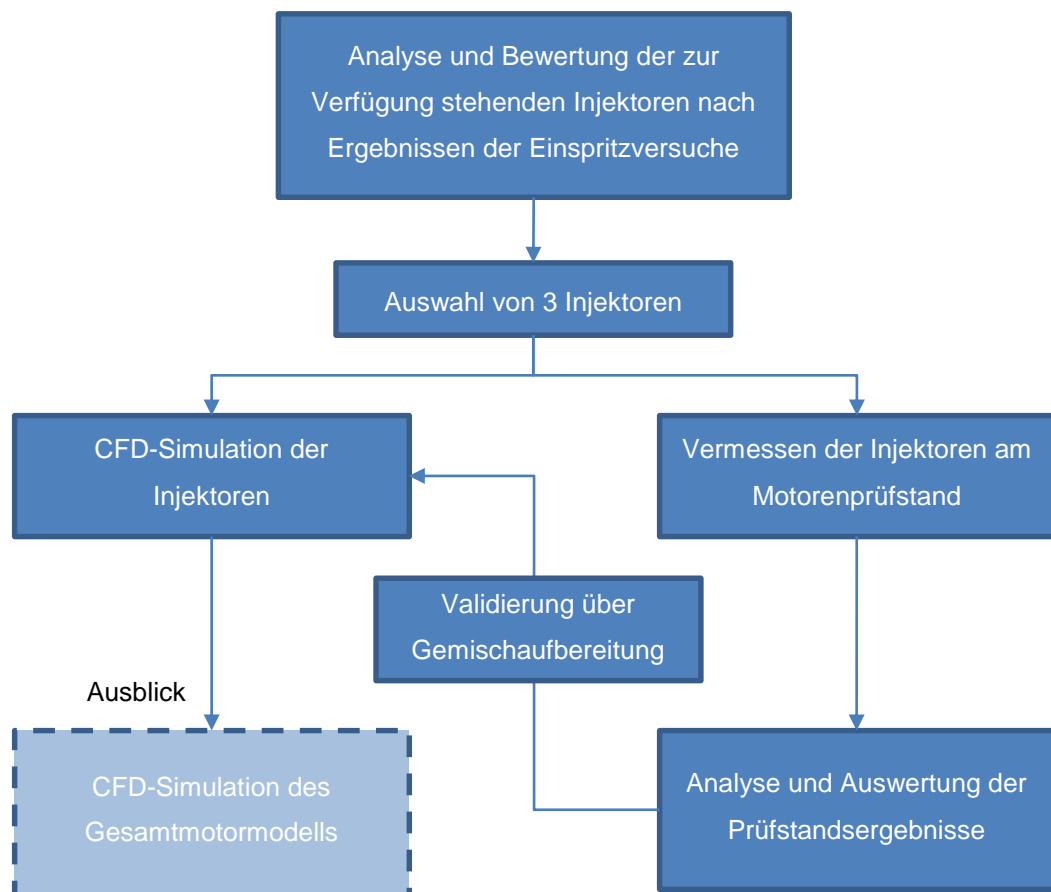 Analyse und Bewertung der zur
Verfügung stehenden Injektoren nach
Ergebnissen der Einspritzversuche
Auswahl von 3 Injektoren
CFD-Simulation der
Injektoren
Vermessen der Injektoren am
Motorenprüfstand
Validierung über
Gemischaufbereitung
Ausblick
CFD-Simulation des
Gesamtmotormodells
Analyse und Auswertung der
Prüfstandsergebnisse